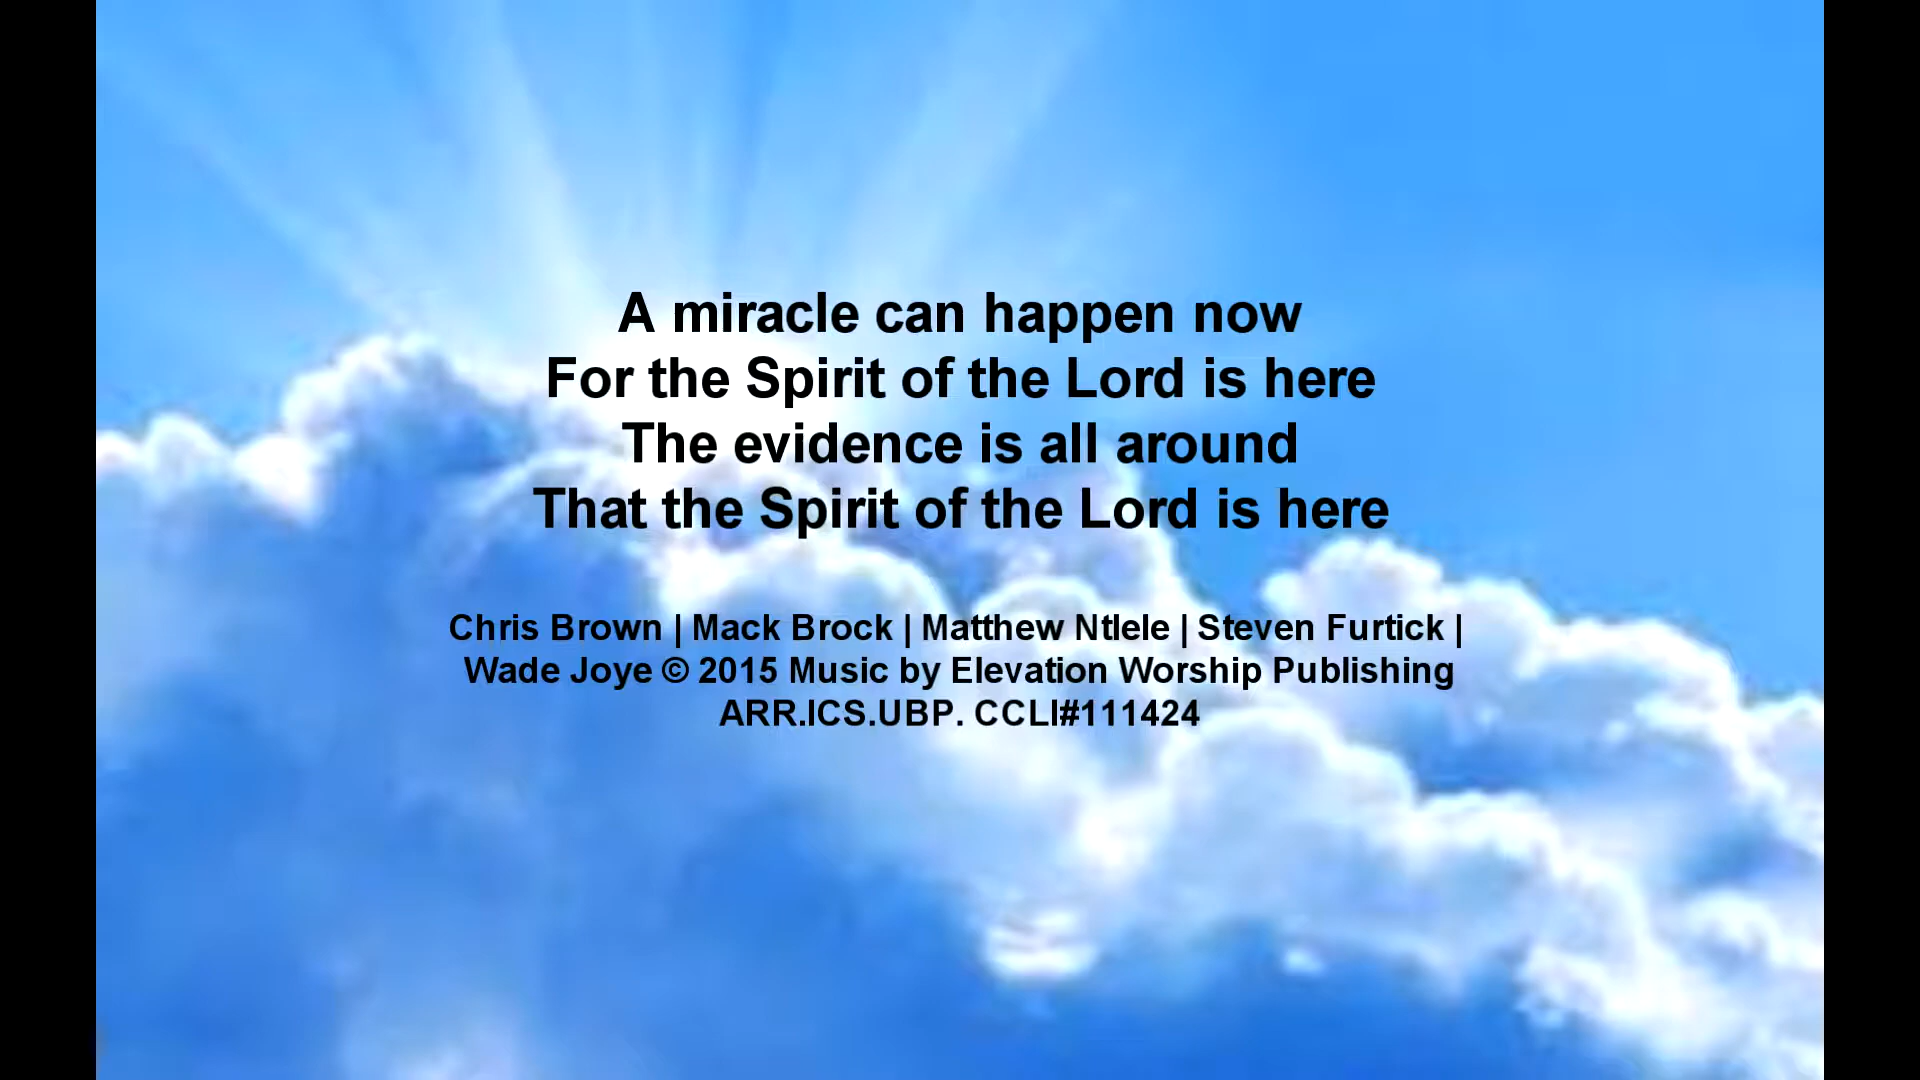 A miracle can happen now
For the Spirit of the Lord is here
The evidence is all around
That the Spirit of the Lord is here
Chris Brown | Mack Brock | Matthew Ntlele | Steven Furtick |
Wade Joye © 2015 Music by Elevation Worship Publishing
ARR.ICS.UBP. CCLI#111424